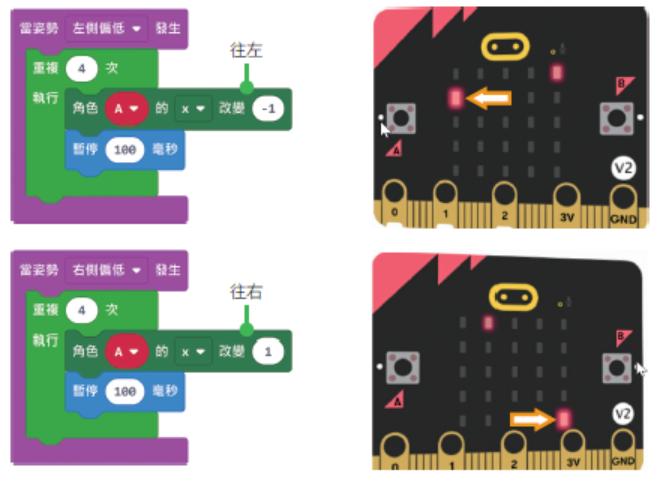 當姿勢 左側偏低 發生
往左
重複 4 次
執行
角色 A 的 x 改變 -1
暫停 100 毫秒
B
A
V2
0 1 2 3V GND
當姿勢 右側偏低 發生
往右
重複 4 次
執行
角色 A 的 x 改變 1
暫停 100 毫秒
B
A
V2
0 1 2 3V GND